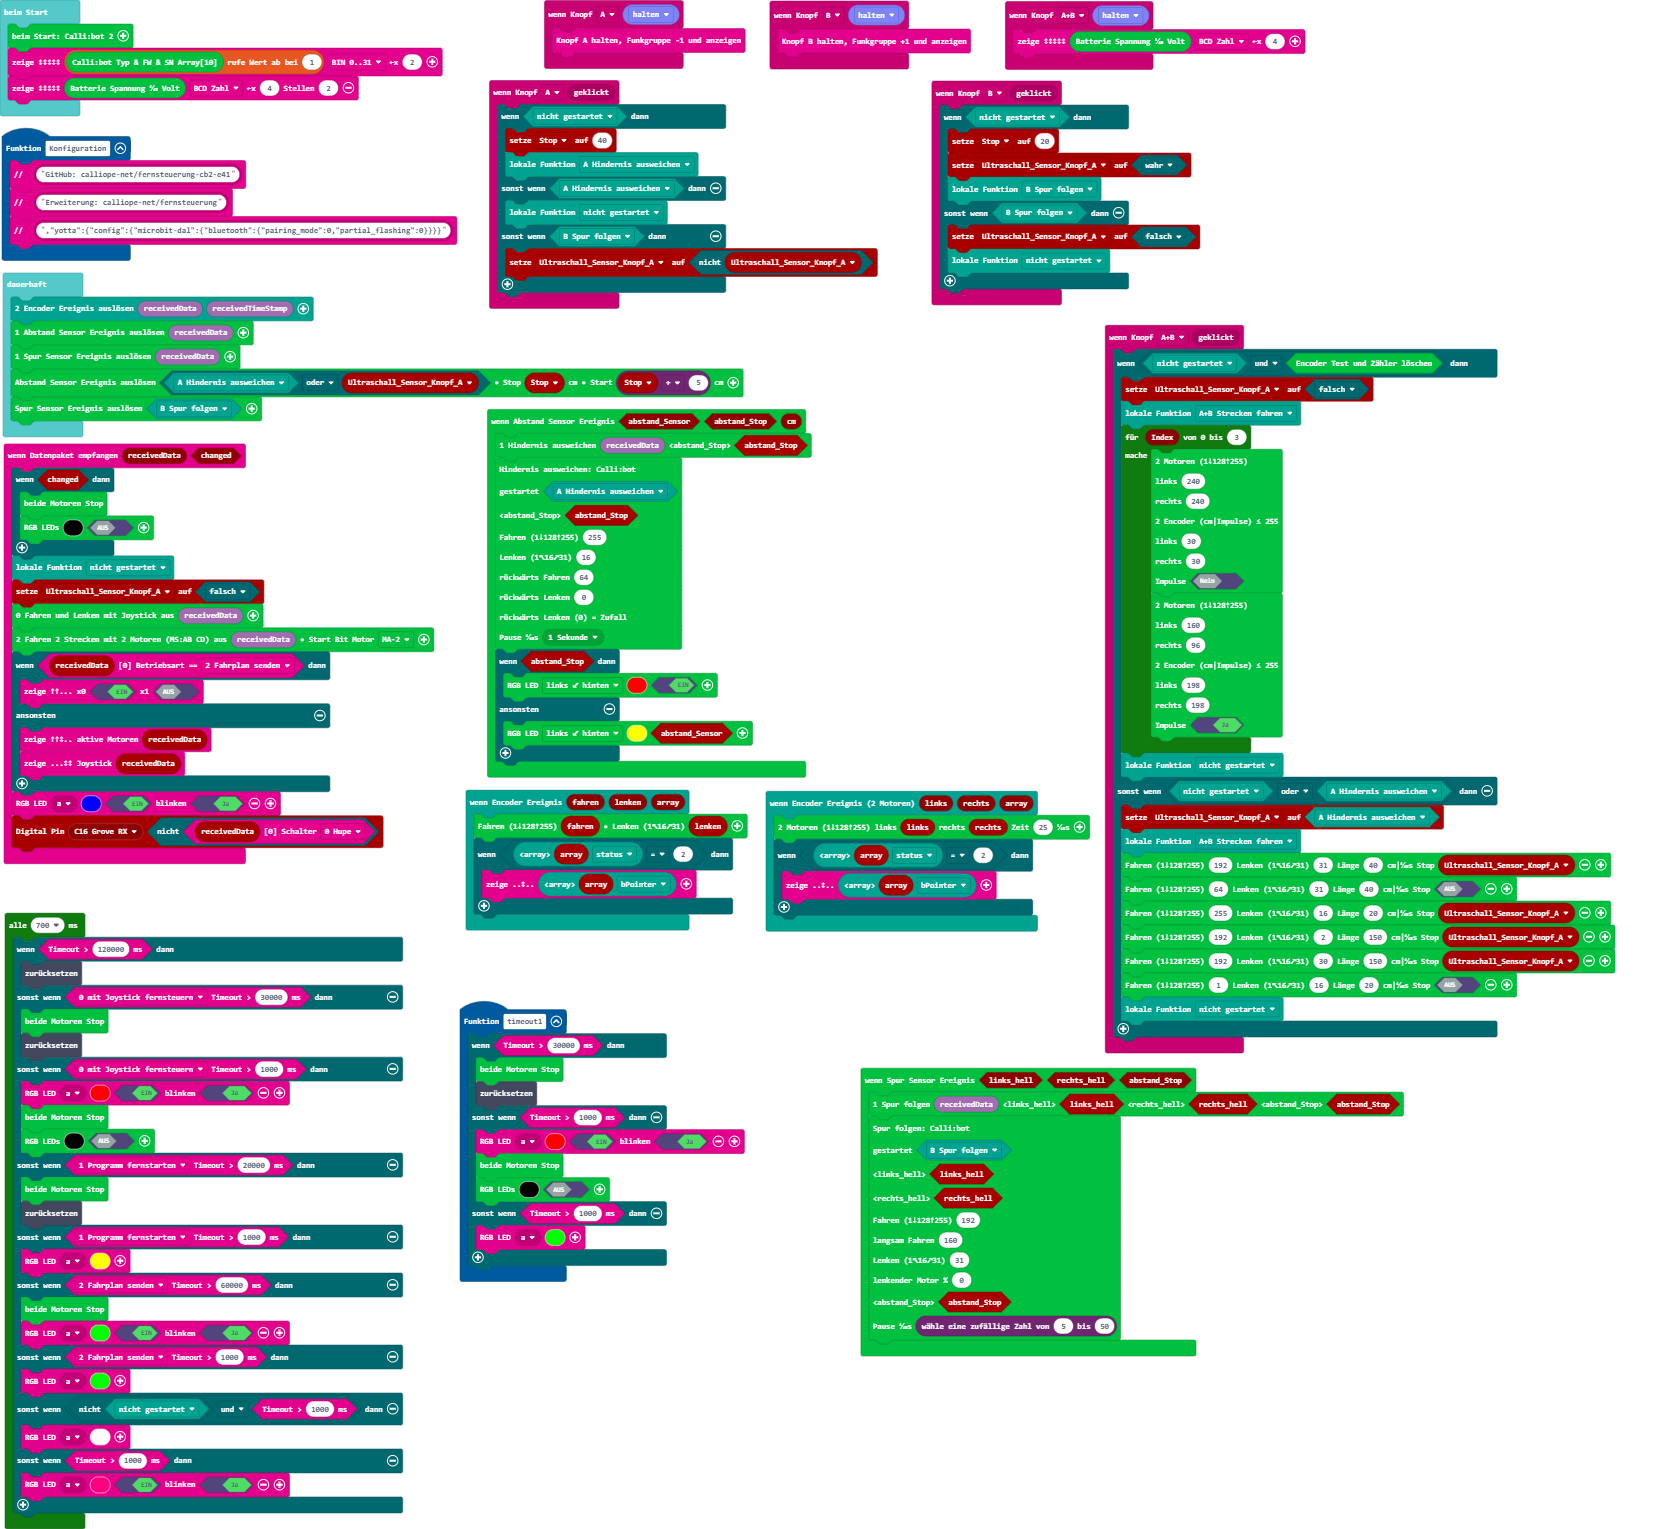 beim Start
beim Start: Calli:bot 2
zeige ‡‡‡‡‡ Calli:bot Typ & FW & SN Array[10] rufe Wert ab bei 1 BIN 0..31 ÷x 2
zeige ‡‡‡‡‡ Batterie Spannung ‰ Volt BCD Zahl ÷x 4 Stellen 2
Funktion Konfiguration
// "GitHub: calliope-net/fernsteuerung-cb2-e41"
// "Erweiterung: calliope-net/fernsteuerung"
// ","yotta":{"config":{"microbit-dal":{"bluetooth":{"pairing_mode":0,"partial_flashing":0}}}}"
dauerhaft
2 Encoder Ereignis auslösen receivedData receivedTimeStamp
1 Abstand Sensor Ereignis auslösen receivedData
1 Spur Sensor Ereignis auslösen receivedData
Abstand Sensor Ereignis auslösen A Hindernis ausweichen oder Ultraschall_Sensor_Knopf_A • Stop Stop cm • Start Stop + 5 cm
Spur Sensor Ereignis auslösen B Spur folgen
wenn Datenpaket empfangen receivedData changed
wenn changed dann
beide Motoren Stop
RGB LEDs AUS
lokale Funktion nicht gestartet
setze Ultraschall_Sensor_Knopf_A auf falsch
0 Fahren und Lenken mit Joystick aus receivedData
2 Fahren 2 Strecken mit 2 Motoren (MS:AB CD) aus receivedData • Start Bit Motor MA-2
wenn receivedData [0] Betriebsart == 2 Fahrplan senden dann
zeige ↑↑... x0 EIN x1 AUS
ansonsten
zeige ↑↑‡.. aktive Motoren receivedData
zeige ...‡‡ Joystick receivedData
RGB LED a EIN blinken Ja
Digital Pin C16 Grove RX nicht receivedData [0] Schalter 0 Hupe
alle 700 ms
wenn Timeout > 120000 ms dann
zurücksetzen
sonst wenn 0 mit Joystick fernsteuern Timeout > 30000 ms dann
beide Motoren Stop
zurücksetzen
sonst wenn 0 mit Joystick fernsteuern Timeout > 1000 ms dann
RGB LED a EIN blinken Ja
beide Motoren Stop
RGB LEDs AUS
sonst wenn 1 Programm fernstarten Timeout > 20000 ms dann
beide Motoren Stop
zurücksetzen
sonst wenn 1 Programm fernstarten Timeout > 1000 ms dann
RGB LED a
sonst wenn 2 Fahrplan senden Timeout > 60000 ms dann
beide Motoren Stop
RGB LED a EIN blinken Ja
sonst wenn 2 Fahrplan senden Timeout > 1000 ms dann
RGB LED a
sonst wenn nicht nicht gestartet und Timeout > 1000 ms dann
RGB LED a
sonst wenn Timeout > 1000 ms dann
RGB LED a EIN blinken Ja
wenn Knopf A halten
Knopf A halten, Funkgruppe -1 und anzeigen
wenn Knopf B halten
Knopf B halten, Funkgruppe +1 und anzeigen
wenn Knopf A+B halten
zeige ‡‡‡‡‡ Batterie Spannung ‰ Volt BCD Zahl ÷x 4
wenn Knopf A geklickt
wenn nicht gestartet dann
setze Stop auf 40
lokale Funktion A Hindernis ausweichen
sonst wenn A Hindernis ausweichen dann
lokale Funktion nicht gestartet
sonst wenn B Spur folgen dann
setze Ultraschall_Sensor_Knopf_A auf nicht Ultraschall_Sensor_Knopf_A
wenn Knopf B geklickt
wenn nicht gestartet dann
setze Stop auf 20
setze Ultraschall_Sensor_Knopf_A auf wahr
lokale Funktion B Spur folgen
sonst wenn B Spur folgen dann
setze Ultraschall_Sensor_Knopf_A auf falsch
lokale Funktion nicht gestartet
wenn Abstand Sensor Ereignis abstand_Sensor abstand_Stop cm
1 Hindernis ausweichen receivedData <abstand_Stop> abstand_Stop
Hindernis ausweichen: Calli:bot
gestartet A Hindernis ausweichen
<abstand_Stop> abstand_Stop
Fahren (1↓128↑255) 255
Lenken (1↖16↗31) 16
rückwärts Fahren 64
rückwärts Lenken 0
rückwärts Lenken (0) = Zufall
Pause ‰s 1 Sekunde
wenn abstand_Stop dann
RGB LED links ↙ hinten EIN
ansonsten
RGB LED links ↙ hinten abstand_Sensor
wenn Encoder Ereignis fahren lenken array
Fahren (1↓128↑255) fahren • Lenken (1↖16↗31) lenken
wenn <array> array status = 2 dann
zeige ..‡.. <array> array bPointer
wenn Encoder Ereignis (2 Motoren) links rechts array
2 Motoren (1↓128↑255) links links rechts rechts Zeit 25 ‰s
wenn <array> array status = 2 dann
zeige ..‡.. <array> array bPointer
Funktion timeout1
wenn Timeout > 30000 ms dann
beide Motoren Stop
zurücksetzen
sonst wenn Timeout > 1000 ms dann
RGB LED a EIN blinken Ja
beide Motoren Stop
RGB LEDs AUS
sonst wenn Timeout > 1000 ms dann
RGB LED a
wenn Knopf A+B geklickt
wenn nicht gestartet und Encoder Test und Zähler löschen dann
setze Ultraschall_Sensor_Knopf_A auf falsch
lokale Funktion A+B Strecken fahren
für Index von 0 bis 3
mache
2 Motoren (1↓128↑255)
links 240
rechts 240
2 Encoder (cm|Impulse) ≤ 255
links 30
rechts 30
Impulse Nein
2 Motoren (1↓128↑255)
links 160
rechts 96
2 Encoder (cm|Impulse) ≤ 255
links 198
rechts 198
Impulse Ja
lokale Funktion nicht gestartet
sonst wenn nicht gestartet oder A Hindernis ausweichen dann
setze Ultraschall_Sensor_Knopf_A auf A Hindernis ausweichen
lokale Funktion A+B Strecken fahren
Fahren (1↓128↑255) 192 Lenken (1↖16↗31) 31 Länge 40 cm|‰s Stop Ultraschall_Sensor_Knopf_A
Fahren (1↓128↑255) 64 Lenken (1↖16↗31) 31 Länge 40 cm|‰s Stop AUS
Fahren (1↓128↑255) 255 Lenken (1↖16↗31) 16 Länge 20 cm|‰s Stop Ultraschall_Sensor_Knopf_A
Fahren (1↓128↑255) 192 Lenken (1↖16↗31) 2 Länge 150 cm|‰s Stop Ultraschall_Sensor_Knopf_A
Fahren (1↓128↑255) 192 Lenken (1↖16↗31) 30 Länge 150 cm|‰s Stop Ultraschall_Sensor_Knopf_A
Fahren (1↓128↑255) 1 Lenken (1↖16↗31) 16 Länge 20 cm|‰s Stop AUS
lokale Funktion nicht gestartet
wenn Spur Sensor Ereignis links_hell rechts_hell abstand_Stop
1 Spur folgen receivedData <links_hell> links_hell <rechts_hell> rechts_hell <abstand_Stop> abstand_Stop
Spur folgen: Calli:bot
gestartet B Spur folgen
<links_hell> links_hell
<rechts_hell> rechts_hell
Fahren (1↓128↑255) 192
langsam Fahren 160
Lenken (1↖16↗31) 31
lenkender Motor % 0
<abstand_Stop> abstand_Stop
Pause ‰s wähle eine zufällige Zahl von 5 bis 50